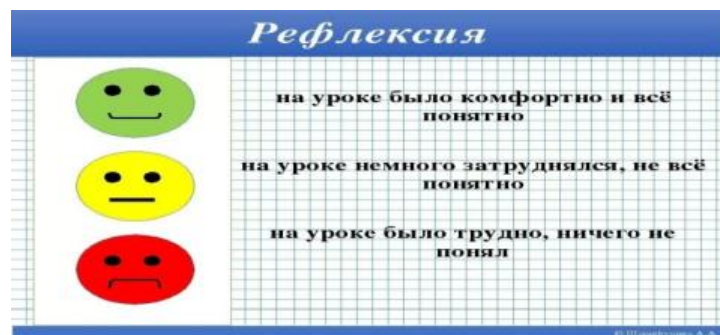 Рефлексия
на уроке было комфортно и всё
понятно
на уроке немного затруднялся, не всё
понятно
на уроке было трудно, ничего не
понял